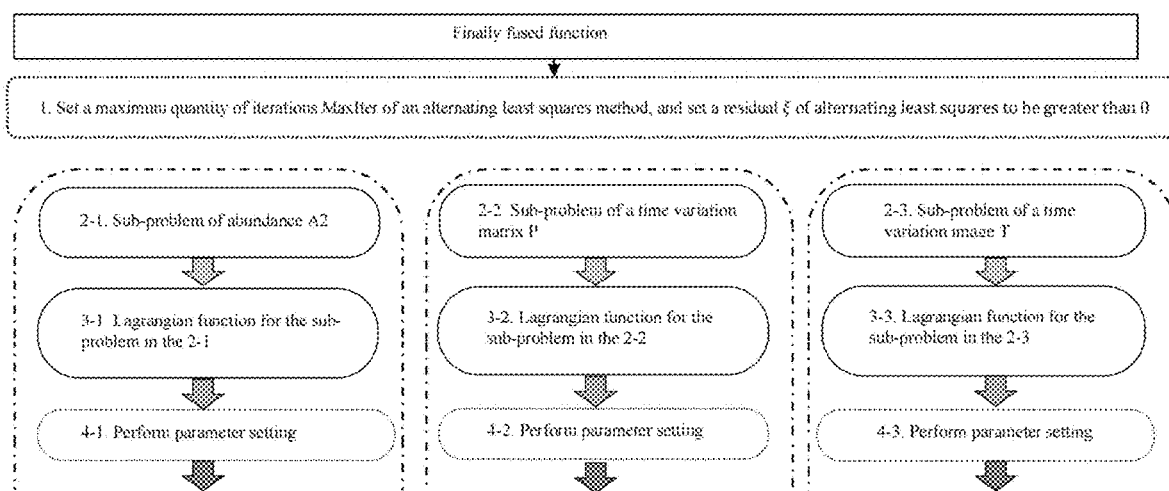 Finally fused function
1. Set a maximum quantity of iterations MaxIter of an alternating least squares method, and set a residual ξ of alternating least squares to be greater than 0
2-1. Sub-problem of abundance A2
3-1. Lagrangian function for the sub-
problem in the 2-1
4-1. Perform parameter setting
2-2. Sub-problem of a time variation
matrix P
3-2. Lagrangian function for the
sub-problem in the 2-2
4-2. Perform parameter setting
2-3. Sub-problem of a time
variation image T
3-3. Lagrangian function for the
sub-problem in the 2-3
4-3. Perform parameter setting